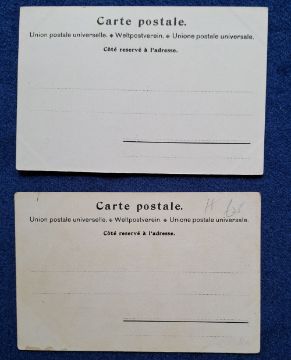 Carte postale.
Union postale universelle. ◆ Weltpostverein. ◆ Unione postale universale.
Côté reservé à l'adresse.
Carte postale.
Union postale universelle. ◆ Weltpostverein ◆ Unione postale universale.
Côté reservé à l'adresse.